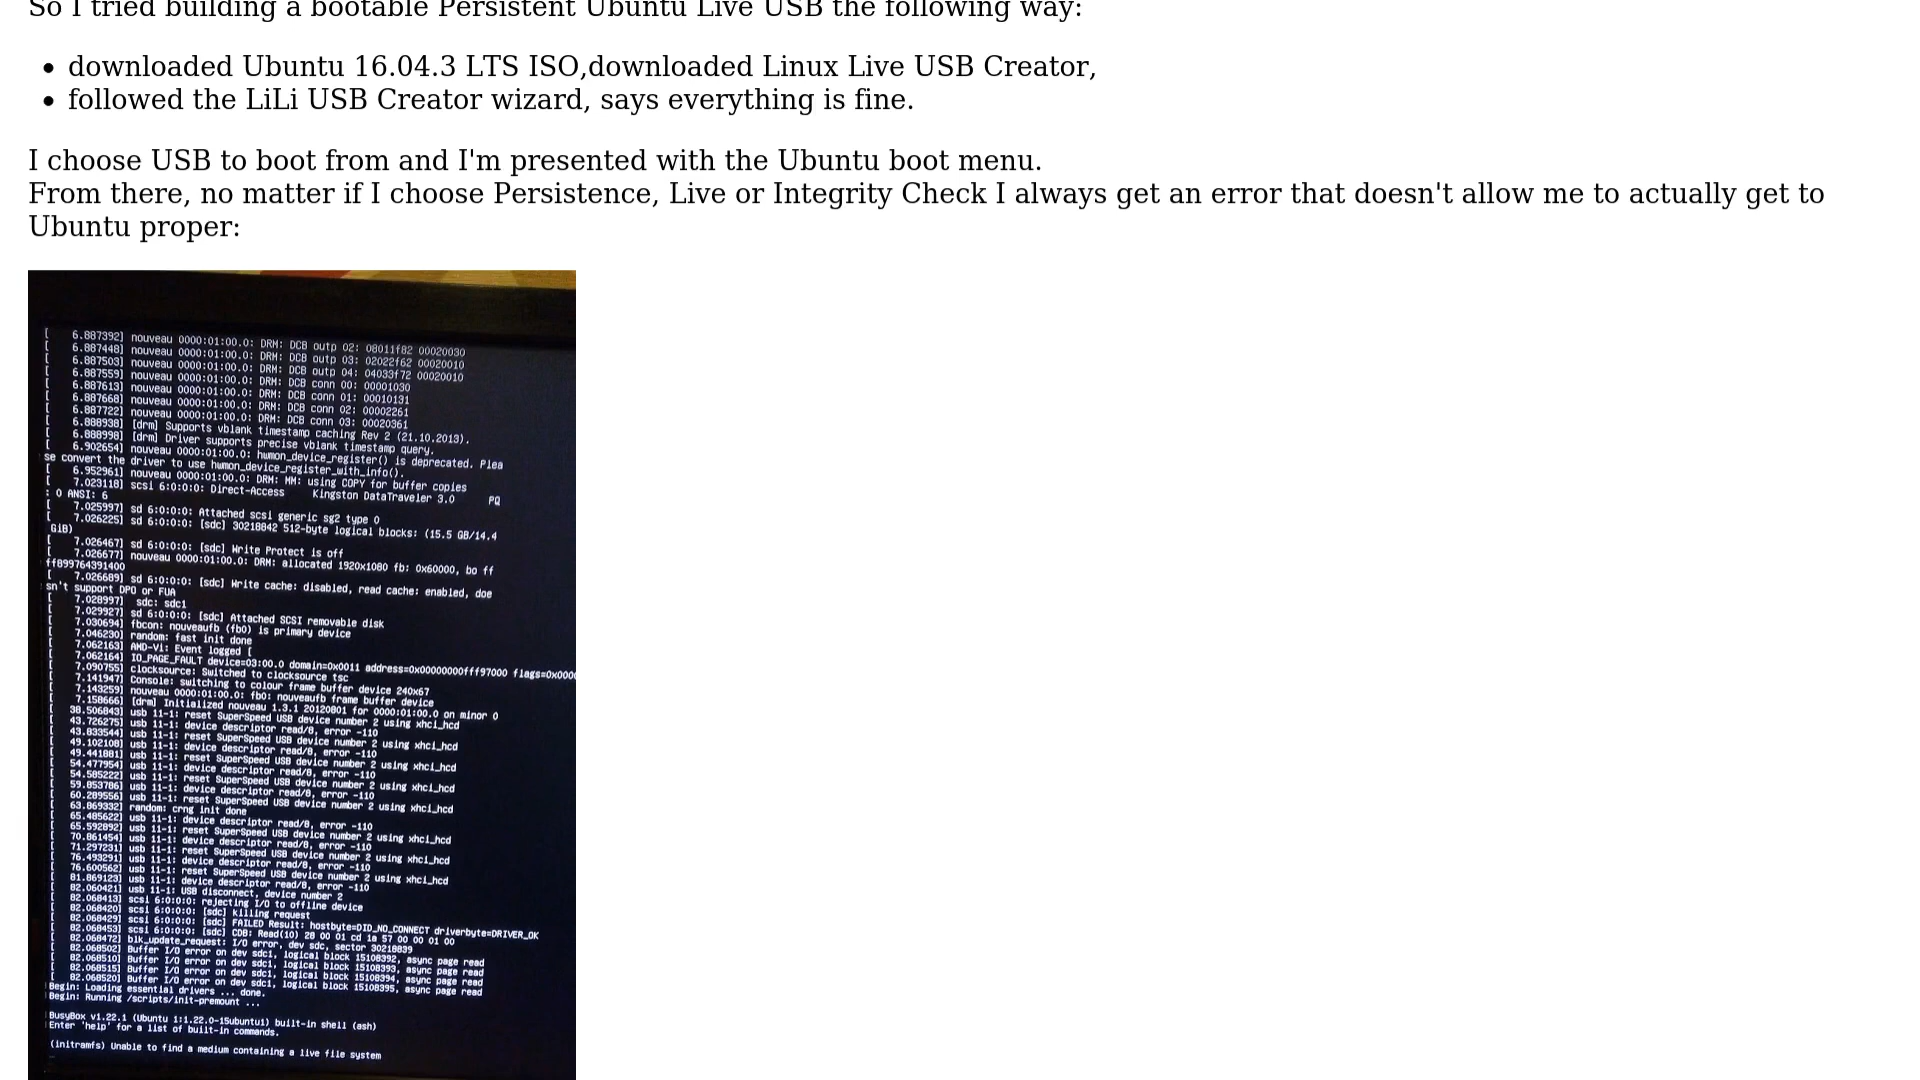 So I tried building a bootable Persistent Ubuntu Live USB the following way:
downloaded Ubuntu 16.04.3 LTS ISO,downloaded Linux Live USB Creator,
followed the LiLi USB Creator wizard, says everything is fine.
I choose USB to boot from and I'm presented with the Ubuntu boot menu.
From there, no matter if I choose Persistence, Live or Integrity Check I always get an error that doesn't allow me to actually get to
Ubuntu proper:
[ 6.887392] nouveau 0000:01:00.0: DRM: DCB outp 02: 08011f82 00020030
[ 6.887448] nouveau 0000:01:00.0: DRM: DCB outp 03: 02022f62 00020010
[ 6.887503] nouveau 0000:01:00.0: DRM: DCB outp 04: 04033f72 00020010
[ 6.887559] nouveau 0000:01:00.0: DRM: DCB conn 00: 00001030
[ 6.887613] nouveau 0000:01:00.0: DRM: DCB conn 01: 00010131
[ 6.887668] nouveau 0000:01:00.0: DRM: DCB conn 02: 00002261
[ 6.887722] nouveau 0000:01:00.0: DRM: DCB conn 03: 00020361
[ 6.888938] [drm] Supports vblank timestamp caching Rev 2 (21.10.2013).
[ 6.888998] [drm] Driver supports precise vblank timestamp query.
[ 6.902654] nouveau 0000:01:00.0: hwmon_device_register() is deprecated. Plea
se convert the driver to use hwmon_device_register_with_info().
[ 6.952961] nouveau 0000:01:00.0: DRM: MM: using COPY for buffer copies
[ 7.023118] scsi 6:0:0:0: Direct-Access Kingston DataTraveler 3.0 PQ
: 0 ANSI: 6
[ 7.025997] sd 6:0:0:0: Attached scsi generic sg2 type 0
[ 7.026225] sd 6:0:0:0: [sdc] 30218842 512-byte logical blocks: (15.5 GB/14.4
GiB)
[ 7.026467] sd 6:0:0:0: [sdc] Write Protect is off
[ 7.026677] nouveau 0000:01:00.0: DRM: allocated 1920x1080 fb: 0x60000, bo ff
ff899764391400
[ 7.026689] sd 6:0:0:0: [sdc] Write cache: disabled, read cache: enabled, doe
sn't support DPO or FUA
[ 7.028997] sdc: sdc1
[ 7.029927] sd 6:0:0:0: [sdc] Attached SCSI removable disk
[ 7.030694] fbcon: nouveaufb (fb0) is primary device
[ 7.046230] random: fast init done
[ 7.062163] AMD-Vi: Event logged [
[ 7.062164] IO_PAGE_FAULT device=03:00.0 domain=0x0011 address=0x00000000fff97000 flags=0x000
[ 7.090755] clocksource: Switched to clocksource tsc
[ 7.141947] Console: switching to colour frame buffer device 240x67
[ 7.143259] nouveau 0000:01:00.0: fb0: nouveaufb frame buffer device
[ 7.158666] [drm] Initialized nouveau 1.3.1 20120801 for 0000:01:00.0 on minor 0
[ 38.506843] usb 11-1: reset SuperSpeed USB device number 2 using xhci_hcd
[ 43.726275] usb 11-1: device descriptor read/8, error -110
[ 43.833544] usb 11-1: reset SuperSpeed USB device number 2 using xhci_hcd
[ 49.102108] usb 11-1: device descriptor read/8, error -110
[ 49.441881] usb 11-1: reset SuperSpeed USB device number 2 using xhci_hcd
[ 54.477954] usb 11-1: device descriptor read/8, error -110
[ 54.585222] usb 11-1: reset SuperSpeed USB device number 2 using xhci_hcd
[ 59.853786] usb 11-1: device descriptor read/8, error -110
[ 60.289556] usb 11-1: reset SuperSpeed USB device number 2 using xhci_hcd
[ 63.869332] random: crng init done
[ 65.485622] usb 11-1: device descriptor read/8, error -110
[ 65.592892] usb 11-1: reset SuperSpeed USB device number 2 using xhci_hcd
[ 70.861454] usb 11-1: device descriptor read/8, error -110
[ 71.297231] usb 11-1: reset SuperSpeed USB device number 2 using xhci_hcd
[ 76.493291] usb 11-1: device descriptor read/8, error -110
[ 76.600562] usb 11-1: reset SuperSpeed USB device number 2 using xhci_hcd
[ 81.869123] usb 11-1: device descriptor read/8, error -110
[ 82.060421] usb 11-1: USB disconnect, device number 2
[ 82.068413] scsi 6:0:0:0: rejecting I/O to offline device
[ 82.068420] scsi 6:0:0:0: [sdc] killing request
[ 82.068429] scsi 6:0:0:0: [sdc] FAILED Result: hostbyte=DID_NO_CONNECT driverbyte=DRIVER_OK
[ 82.068453] scsi 6:0:0:0: [sdc] CDB: Read(10) 28 00 01 cd 1a 57 00 00 01 00
[ 82.068472] blk_update_request: I/O error, dev sdc, sector 30218839
[ 82.068502] Buffer I/O error on dev sdc1, logical block 15108392, async page read
[ 82.068510] Buffer I/O error on dev sdc1, logical block 15108393, async page read
[ 82.068515] Buffer I/O error on dev sdc1, logical block 15108394, async page read
[ 82.068520] Buffer I/O error on dev sdc1, logical block 15108395, async page read
Begin: Loading essential drivers ... done.
Begin: Running /scripts/init-premount ...
BusyBox v1.22.1 (Ubuntu 1:1.22.0-15ubuntu1) built-in shell (ash)
Enter 'help' for a list of built-in commands.
(initramfs) Unable to find a medium containing a live file system